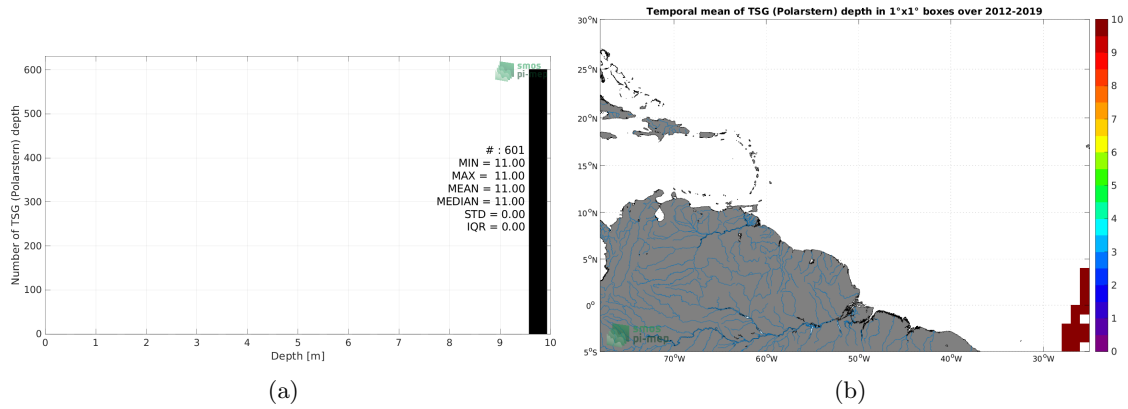 600
500
400
300
200
100
0
Number of TSG (Polarstern) depth
smos
pi-mep
# : 601
MIN = 11.00
MAX = 11.00
MEAN = 11.00
MEDIAN = 11.00
STD = 0.00
IQR = 0.00
0 1 2 3 4 5 6 7 8 9 10
Depth [m]
(a)
Temporal mean of TSG (Polarstern) depth in 1°x1° boxes over 2012-2019
30°N
25°N
20°N
15°N
10°N
5°N
0°
5°S
smos
pi-mep
70°W 60°W 50°W 40°W 30°W
10
9
8
7
6
5
4
3
2
1
0
(b)